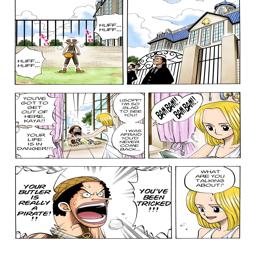 HUFF...
HUFF...
HUFF...
HUFF...
BAM BAM!!
BAM BAM!!
USOPP!
I'M SO
GLAD TO
SEE YOU!
I WAS
AFRAID
YOU'D
NEVER
COME
BACK...
YOU'VE
GOT TO
GET OUT
OF HERE,
KAYA!!
YOUR
LIFE IS
IN
DANGER!!!
WHAT
ARE YOU
TALKING
ABOUT?
YOU'VE
BEEN
TRICKED!!!
YOUR
BUTLER
IS
REALLY
A
PIRATE!!